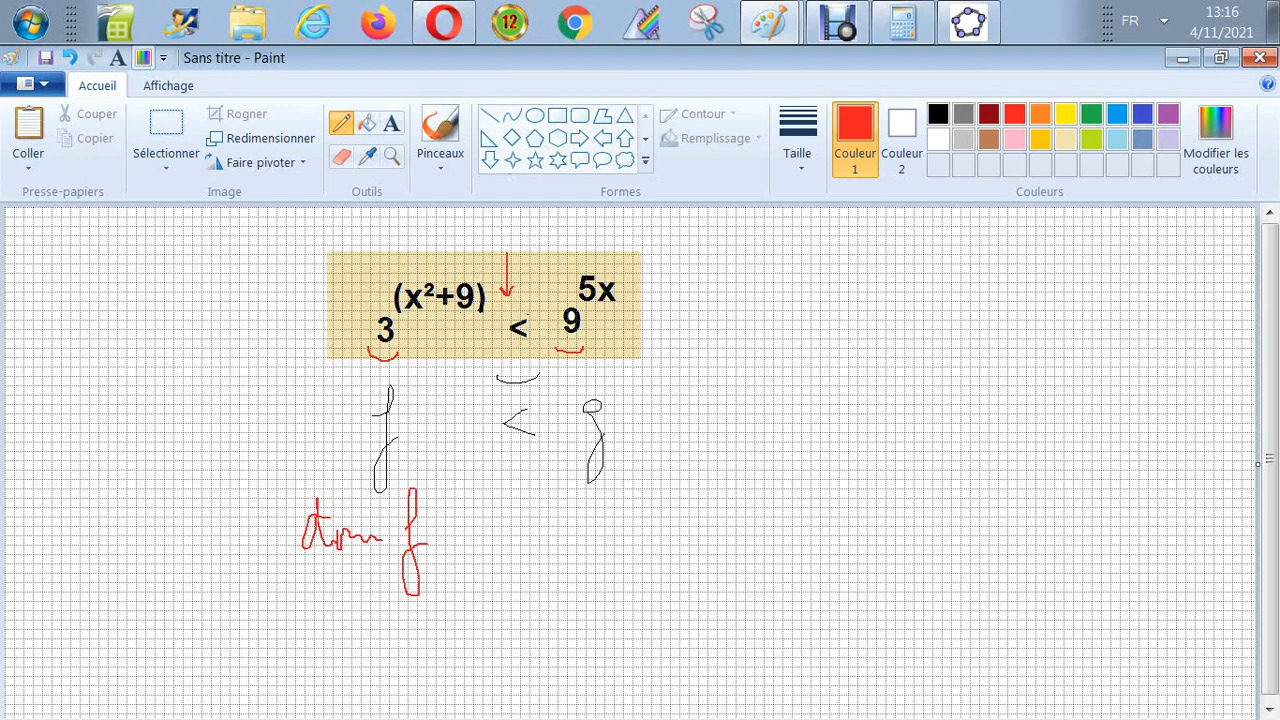 12
FR
13:16
4/11/2021
Sans titre - Paint
Accueil
Affichage
Coller
Couper
Copier
Presse-papiers
Sélectionner
Rogner
Redimensionner
Faire pivoter
Image
A
Outils
Pinceaux
Contour
Remplissage
Formes
Taille
Couleur 1
Couleur 2
Modifier les couleurs
Couleurs
3^(x²+9) < 9^5x
f < g
f